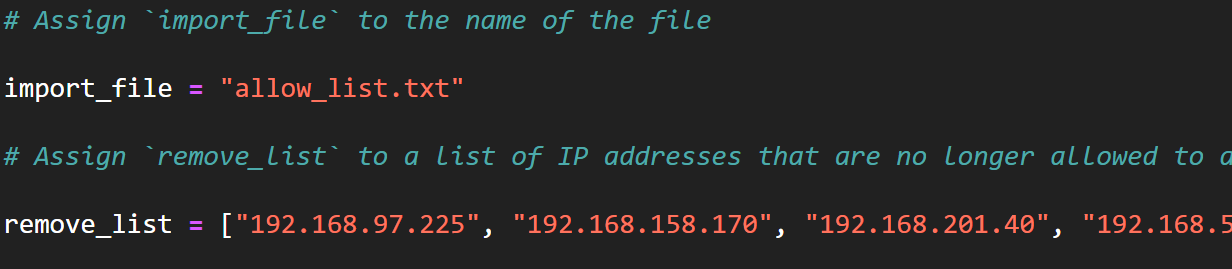 # Assign `import_file` to the name of the file
import_file = "allow_list.txt"
# Assign `remove_list` to a list of IP addresses that are no longer allowed to
remove_list = ["192.168.97.225", "192.168.158.170", "192.168.201.40", "192.168.5